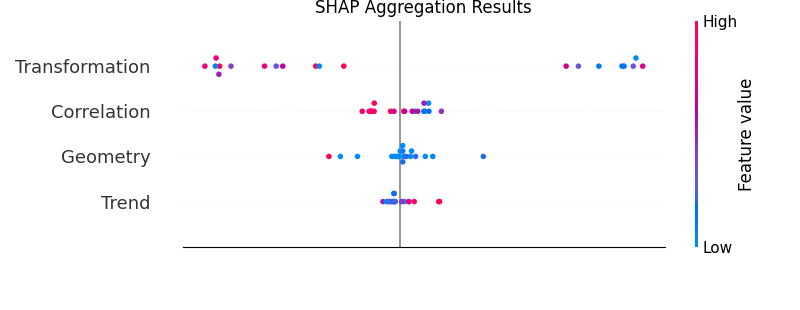 SHAP Aggregation Results
High
Transformation
Correlation
Geometry
Trend
Feature value
Low